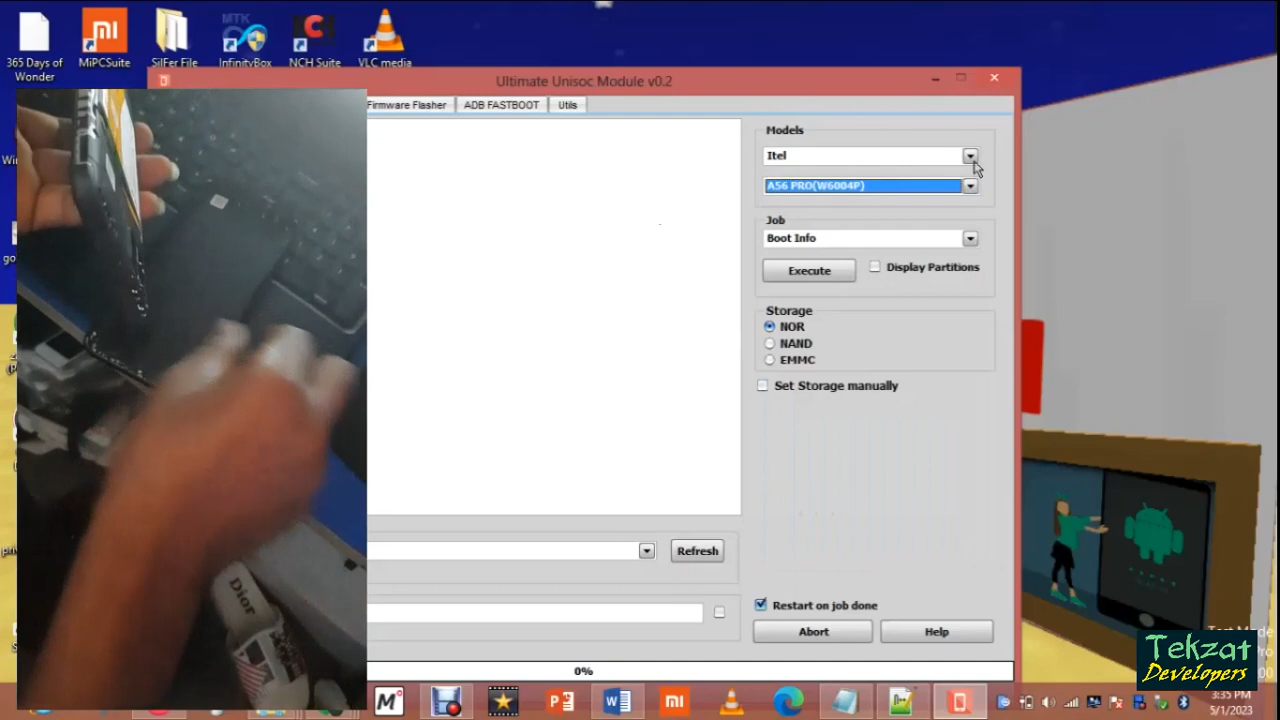 365 Days of
Wonder
MiPCSuite
SilFer File
MTK
InfinityBox
NCH Suite
VLC media
Ultimate Unisoc Module v0.2
Firmware Flasher
ADB FASTBOOT
Utils
Models
Itel
A56 PRO(W6004P)
Job
Boot Info
Execute
Display Partitions
Storage
NOR
NAND
EMMC
Set Storage manually
Refresh
Dior
Restart on job done
Abort
Help
0%
Tekzat
Developers
3:35 PM
5/1/2023